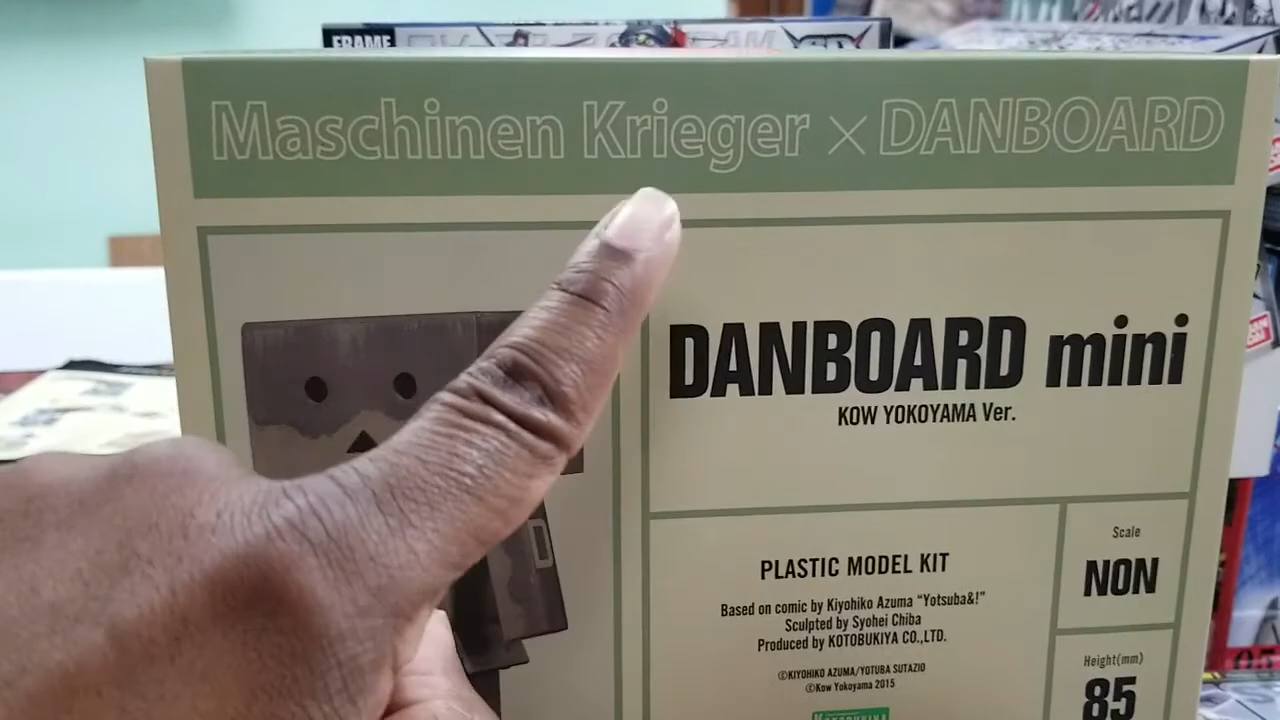 FRAME
Maschinen Krieger × DANBOARD
DANBOARD mini
KOW YOKOYAMA Ver.
D
PLASTIC MODEL KIT
Based on comic by Kiyohiko Azuma "Yotsuba&!"
Sculpted by Syohei Chiba
Produced by KOTOBUKIYA CO.,LTD.
©KIYOHIKO AZUMA/YOTUBA SUTAZIO
©Kow Yokoyama 2015
KOTOBUKIYA
Scale
NON
Height(mm)
85